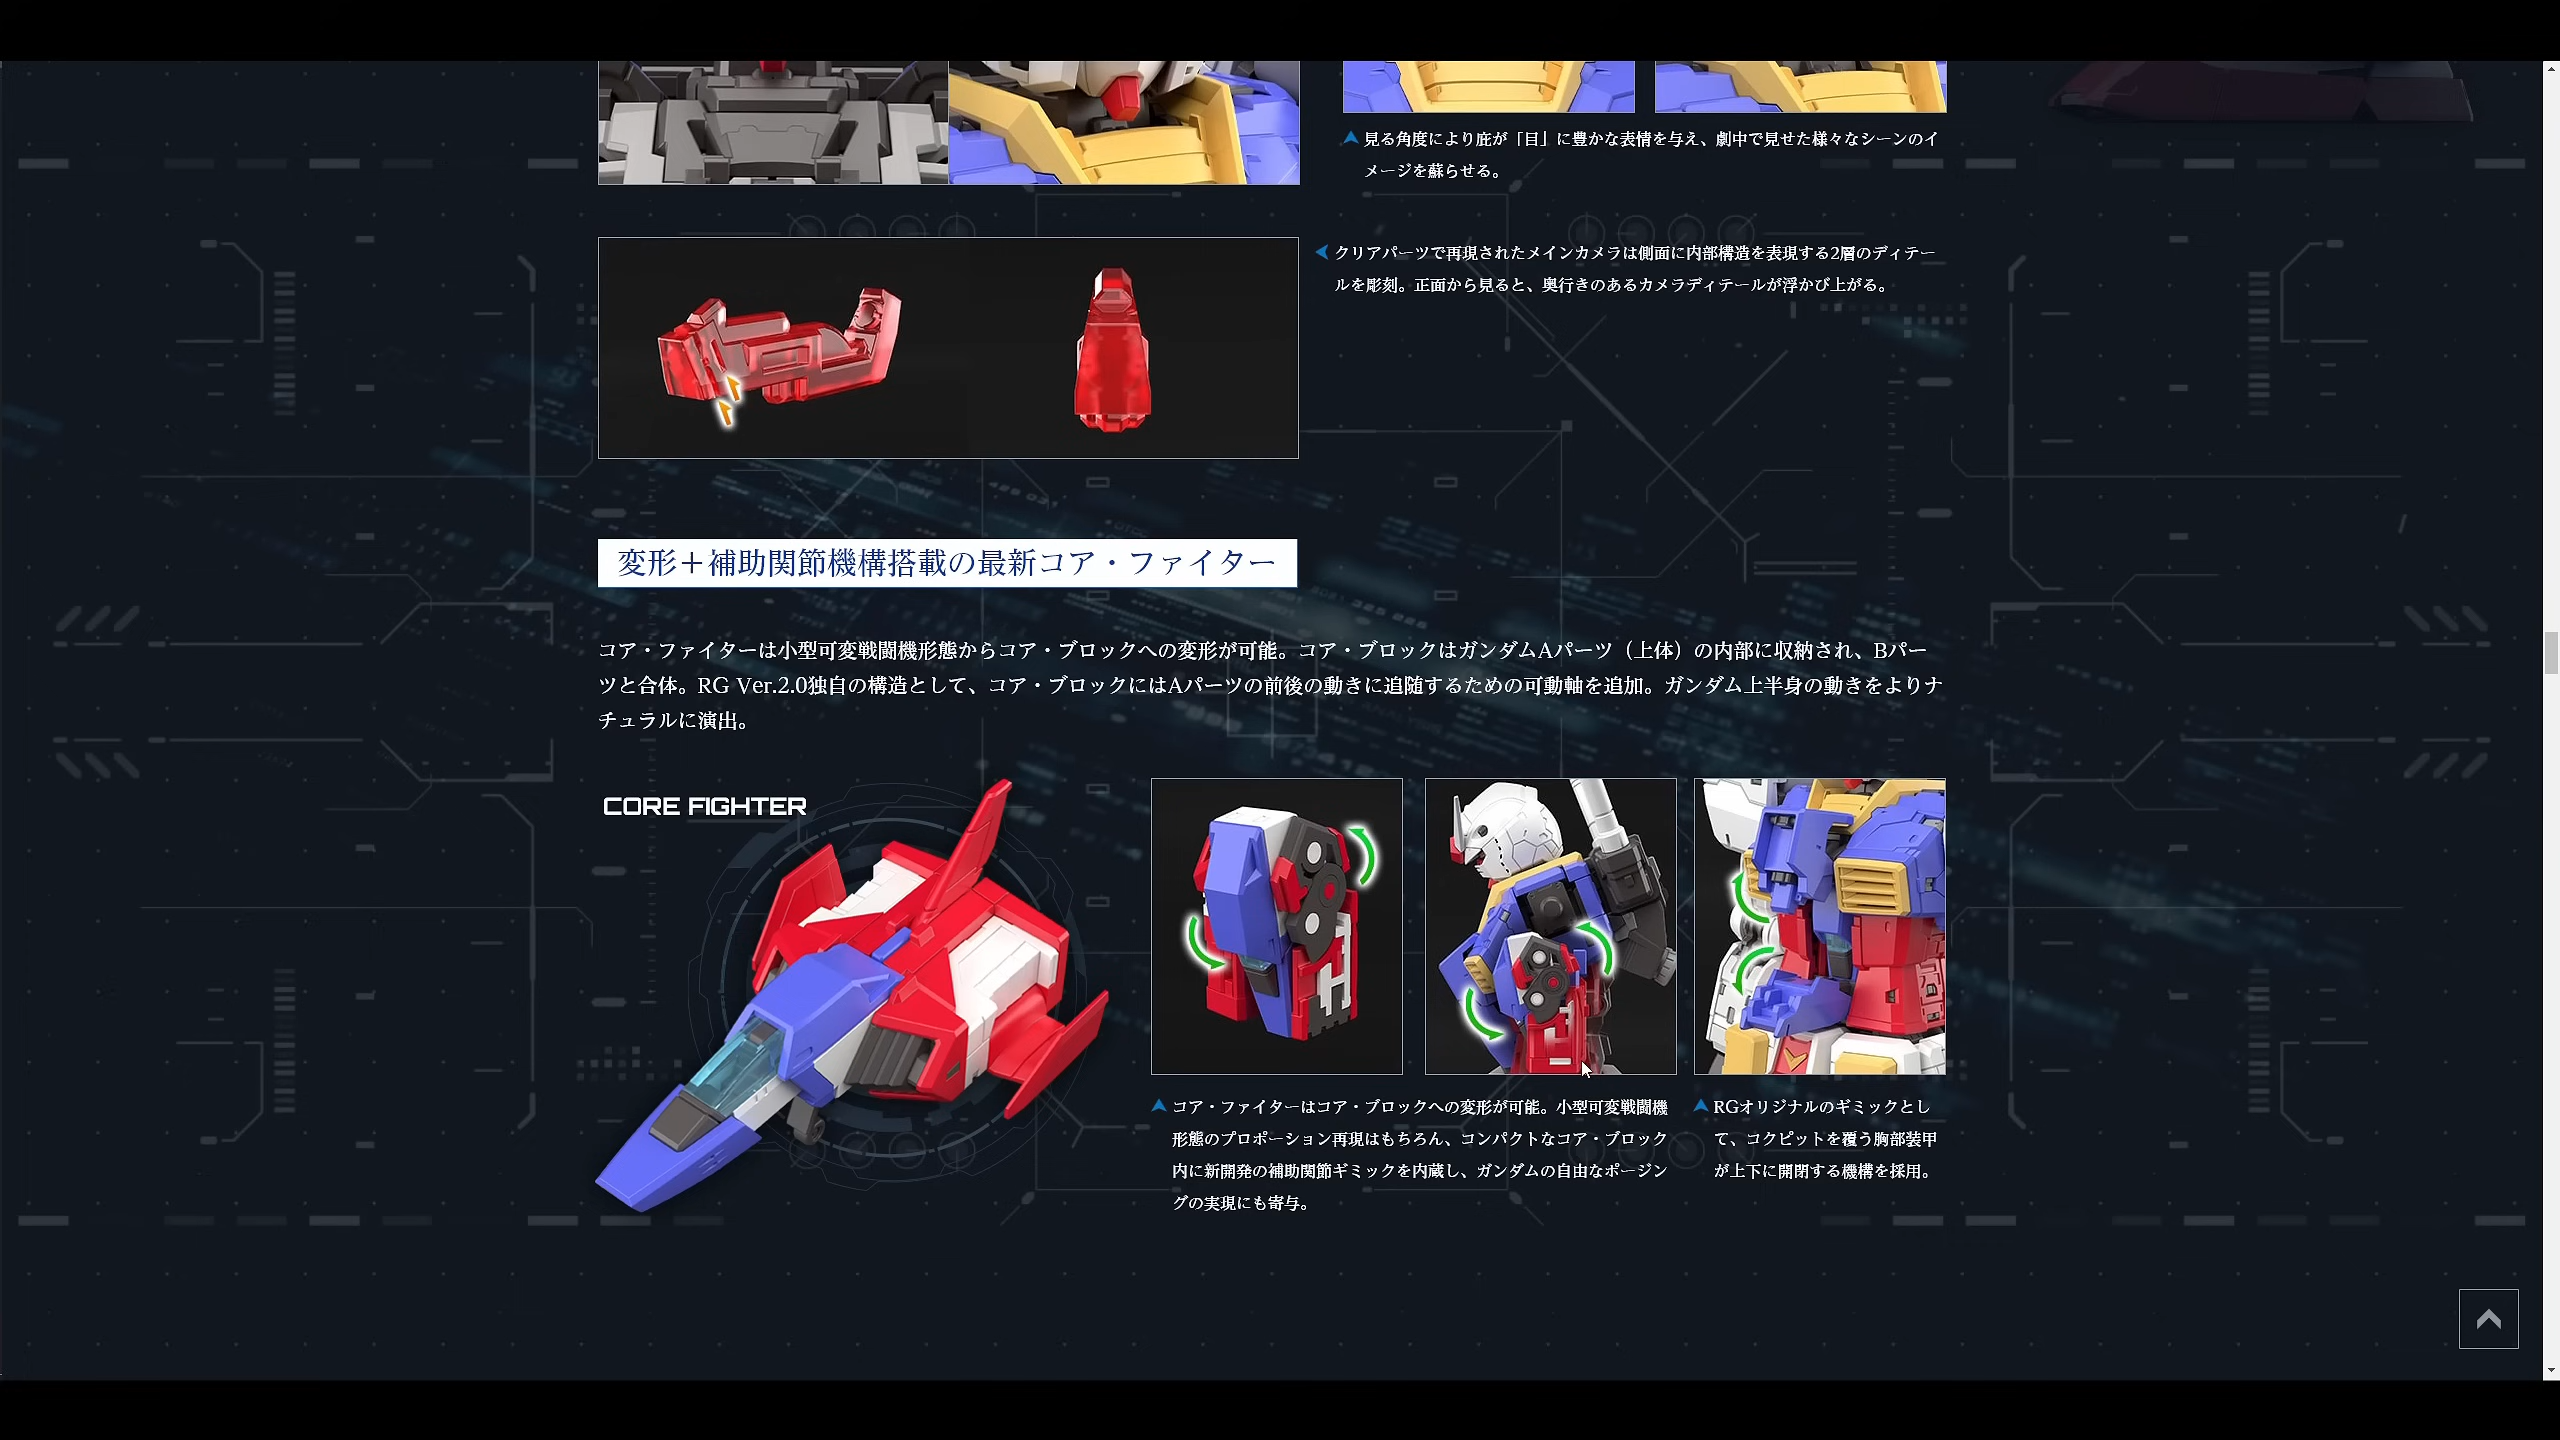 見る角度により庇が「目」に豊かな表情を与え、劇中で見せた様々なシーンのイ
メージを蘇らせる。
クリアパーツで再現されたメインカメラは側面に内部構造を表現する2層のディテー
ルを彫刻。正面から見ると、奥行きのあるカメラディテールが浮かび上がる。
変形＋補助関節機構搭載の最新コア・ファイター
コア・ファイターは小型可変戦闘機形態からコア・ブロックへの変形が可能。コア・ブロックはガンダムAパーツ（上体）の内部に収納され、Bパー
ツと合体。RG Ver.2.0独自の構造として、コア・ブロックにはAパーツの前後の動きに追随するための可動軸を追加。ガンダム上半身の動きをよりナ
チュラルに演出。
CORE FIGHTER
コア・ファイターはコア・ブロックへの変形が可能。小型可変戦闘機
形態のプロポーション再現はもちろん、コンパクトなコア・ブロック
内に新開発の補助関節ギミックを内蔵し、ガンダムの自由なポージン
グの実現にも寄与。
RGオリジナルのギミックとし
て、コクピットを覆う胸部装甲
が上下に開閉する機構を採用。